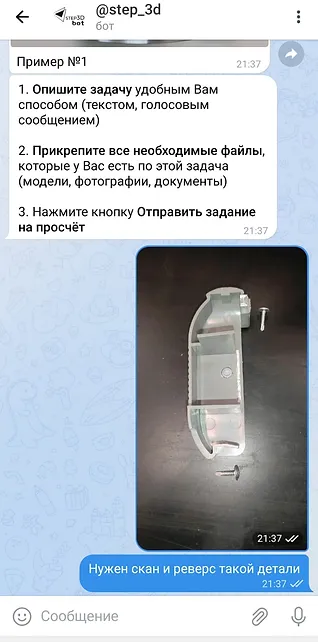 @step_3d
STEP3D
bot
бот
Пример №1
21:37
1. Опишите задачу удобным Вам
способом (текстом, голосовым
сообщением)
2. Прикрепите все необходимые файлы,
которые у Вас есть по этой задача
(модели, фотографии, документы)
3. Нажмите кнопку Отправить задание
на просчёт
21:37
21:37
Нужен скан и реверс такой детали
21:37
Сообщение